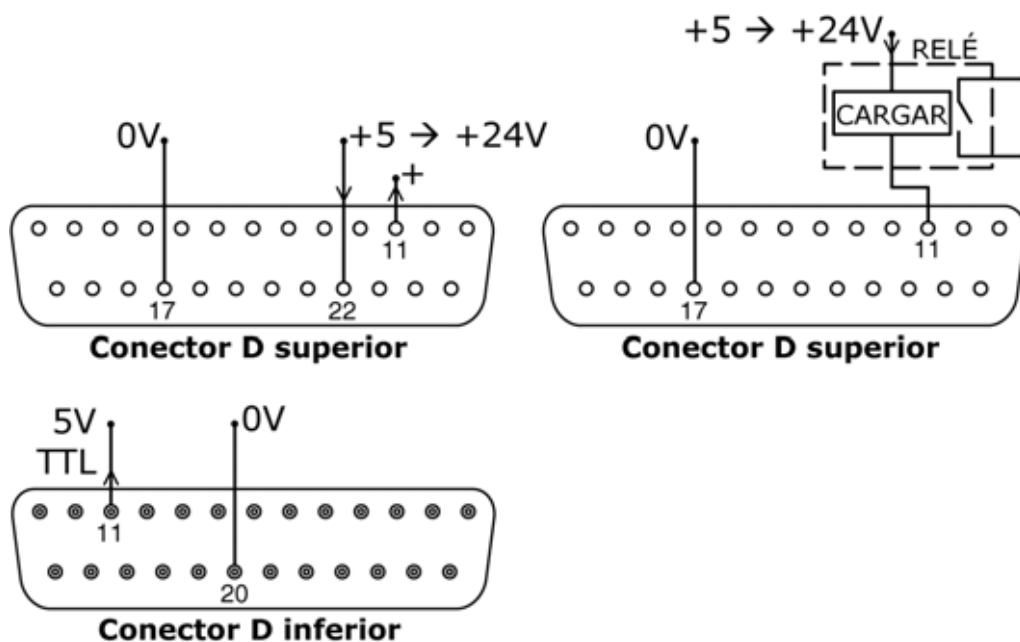 0V
+5 → +24V
+
11
17
22
Conector D superior
+5 → +24V
RELÉ
CARGAR
0V
11
17
Conector D superior
5V
0V
TTL
11
20
Conector D inferior